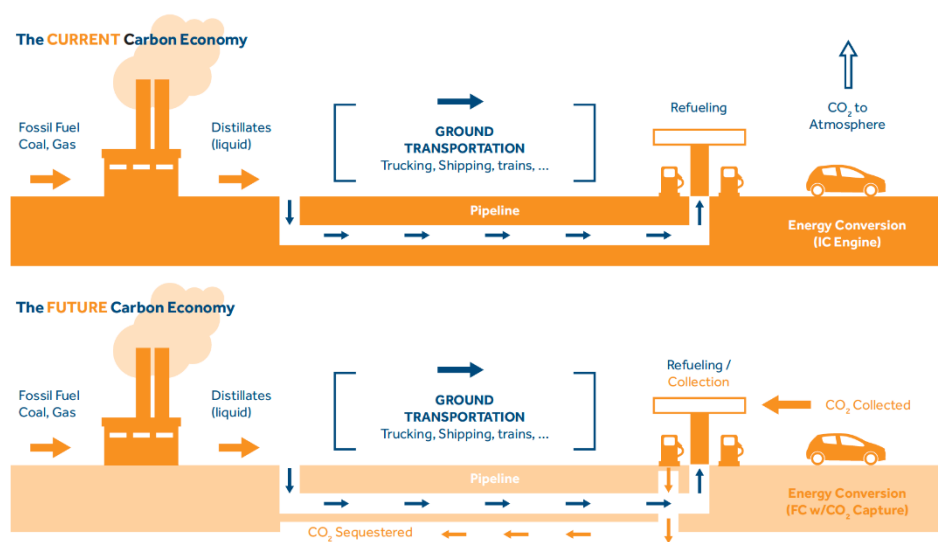 The CURRENT Carbon Economy
Fossil Fuel
Coal, Gas
Distillates
(liquid)
GROUND
TRANSPORTATION
Trucking, Shipping, trains, ...
Refueling
CO₂ to
Atmosphere
Pipeline
Energy Conversion
(IC Engine)
The FUTURE Carbon Economy
Fossil Fuel
Coal, Gas
Distillates
(liquid)
GROUND
TRANSPORTATION
Trucking, Shipping, trains, ...
Refueling /
Collection
CO₂ Collected
Pipeline
Energy Conversion
(FC w/CO₂ Capture)
CO₂ Sequestered